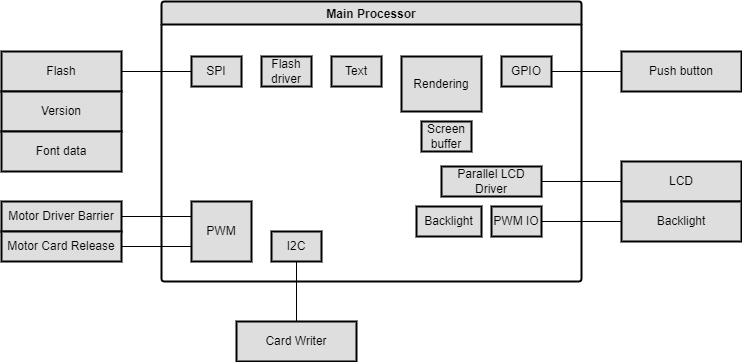 Main Processor
Flash
SPI
Flash
driver
Text
Rendering
GPIO
Push button
Version
Font data
Screen
buffer
Parallel LCD
Driver
LCD
Motor Driver Barrier
Motor Card Release
PWM
Backlight
PWM IO
Backlight
I2C
Card Writer